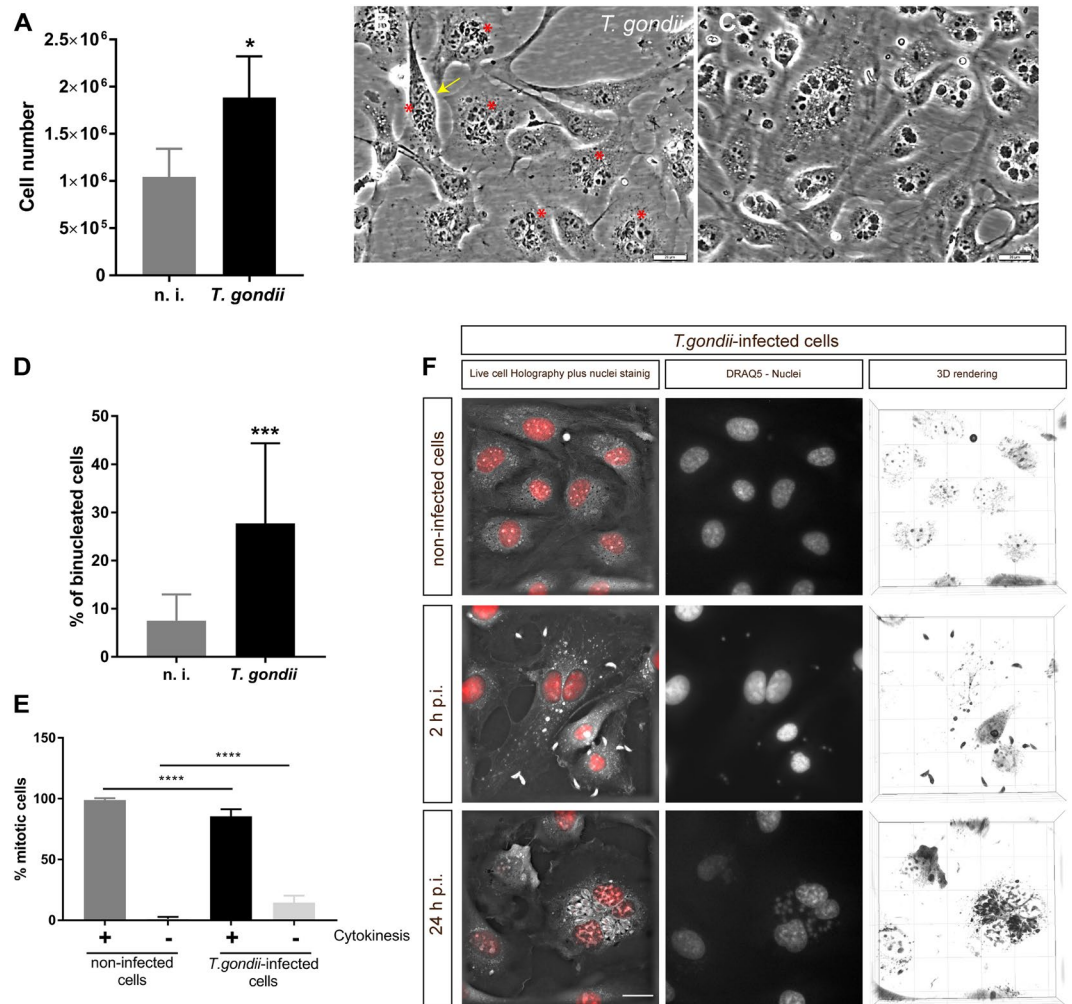 A
Cell number
2.5×10⁶
2×10⁶
1.5×10⁶
1×10⁶
5×10⁵
0
*
n. i.
T. gondii
B
T. gondii
C
n.i.
D
% of binucleated cells
50
40
30
20
10
0
***
n. i.
T. gondii
E
% mitotic cells
150
100
50
0
****
****
+ - + - Cytokinesis
non-infected
cells
T.gondii-infected
cells
F
T.gondii-infected cells
Live cell Holography plus nuclei stainig
DRAQ5 - Nuclei
3D rendering
non-infected cells
2 h p.i.
24 h p.i.